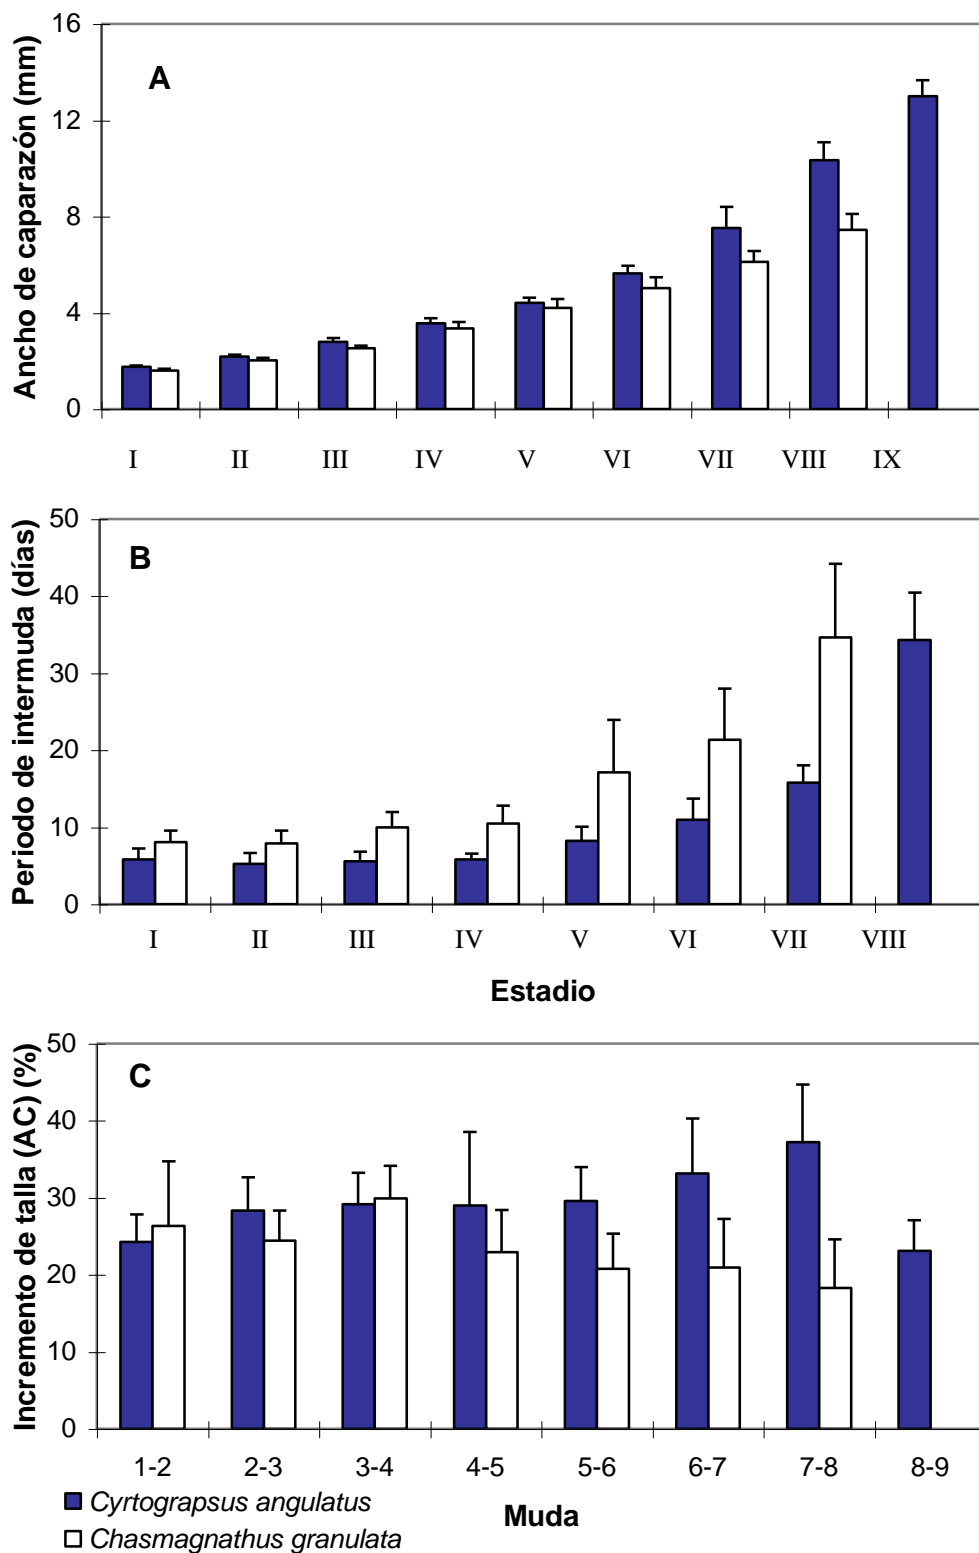 16
12
8
4
0
Ancho de caparazón (mm)
A
I II III IV V VI VII VIII IX
50
40
30
20
10
0
Periodo de intermuda (días)
B
I II III IV V VI VII VIII
Estadio
50
40
30
20
10
0
Incremento de talla (AC) (%)
C
1-2 2-3 3-4 4-5 5-6 6-7 7-8 8-9
Muda
Cyrtograpsus angulatus
Chasmagnathus granulata